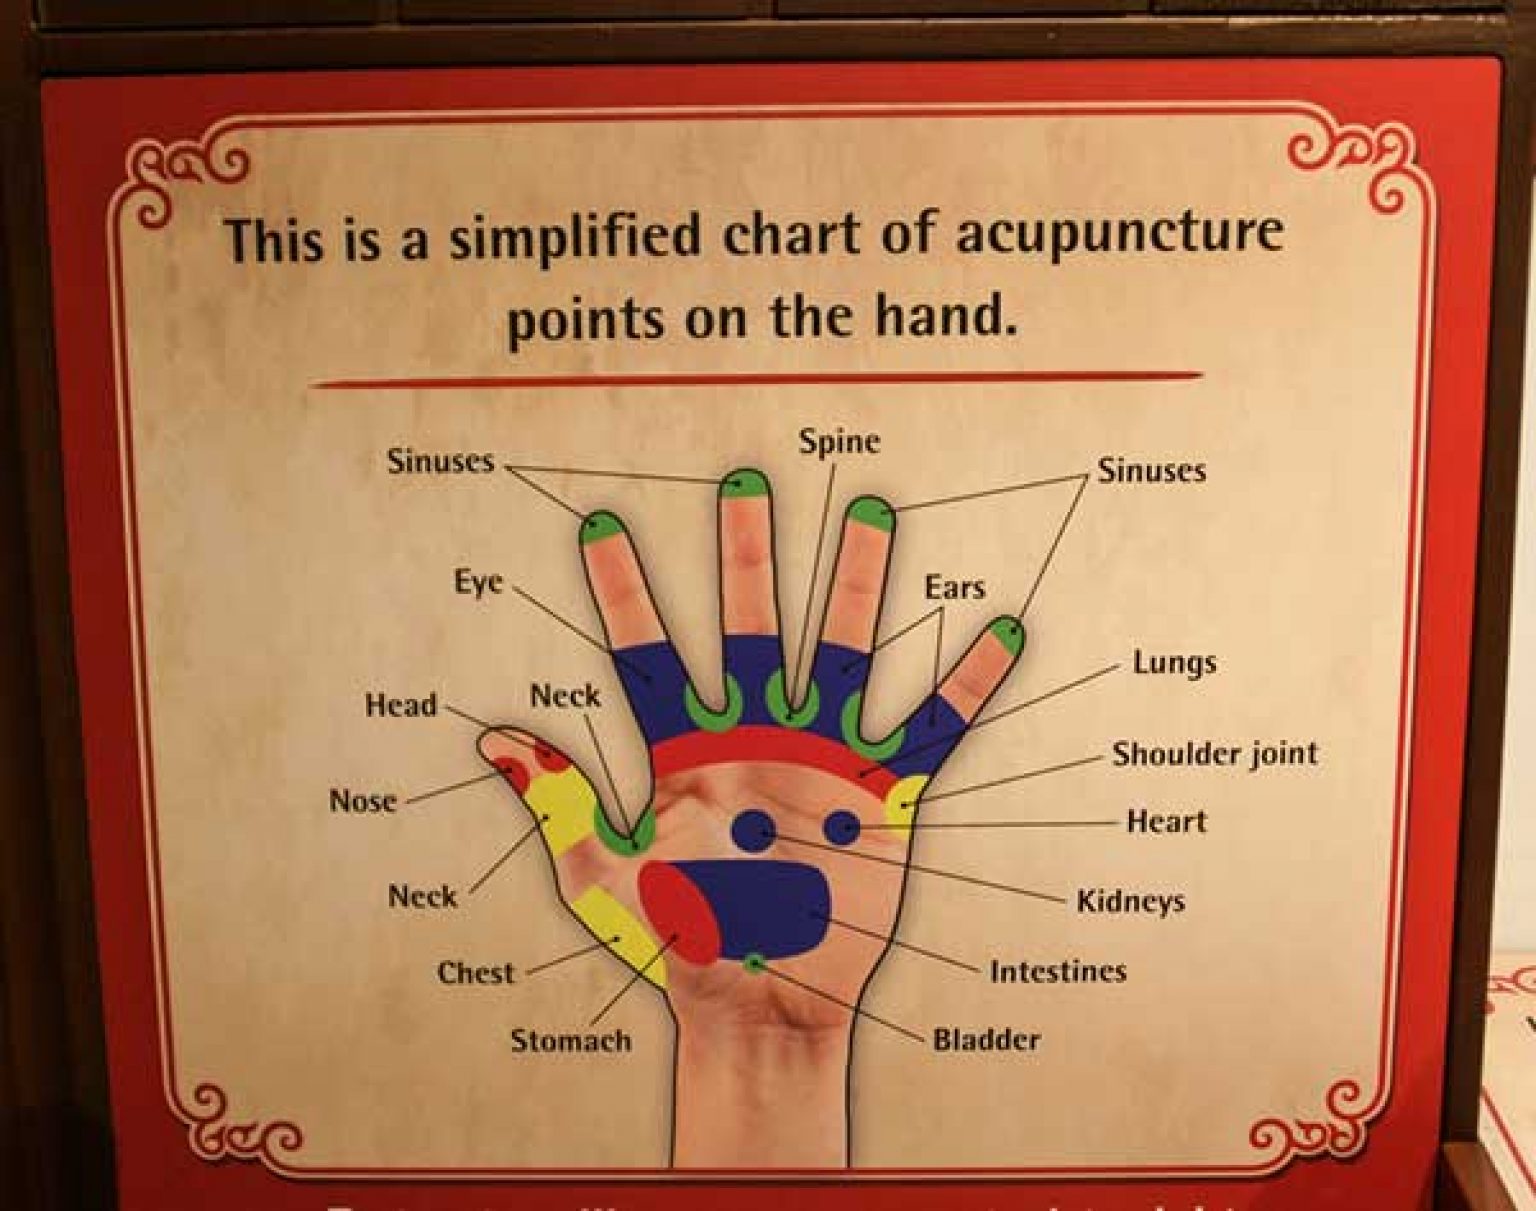 This is a simplified chart of acupuncture
points on the hand.
Spine
Sinuses
Sinuses
Eye
Ears
Lungs
Neck
Head
Shoulder joint
Nose
Heart
Neck
Kidneys
Chest
Intestines
Stomach
Bladder